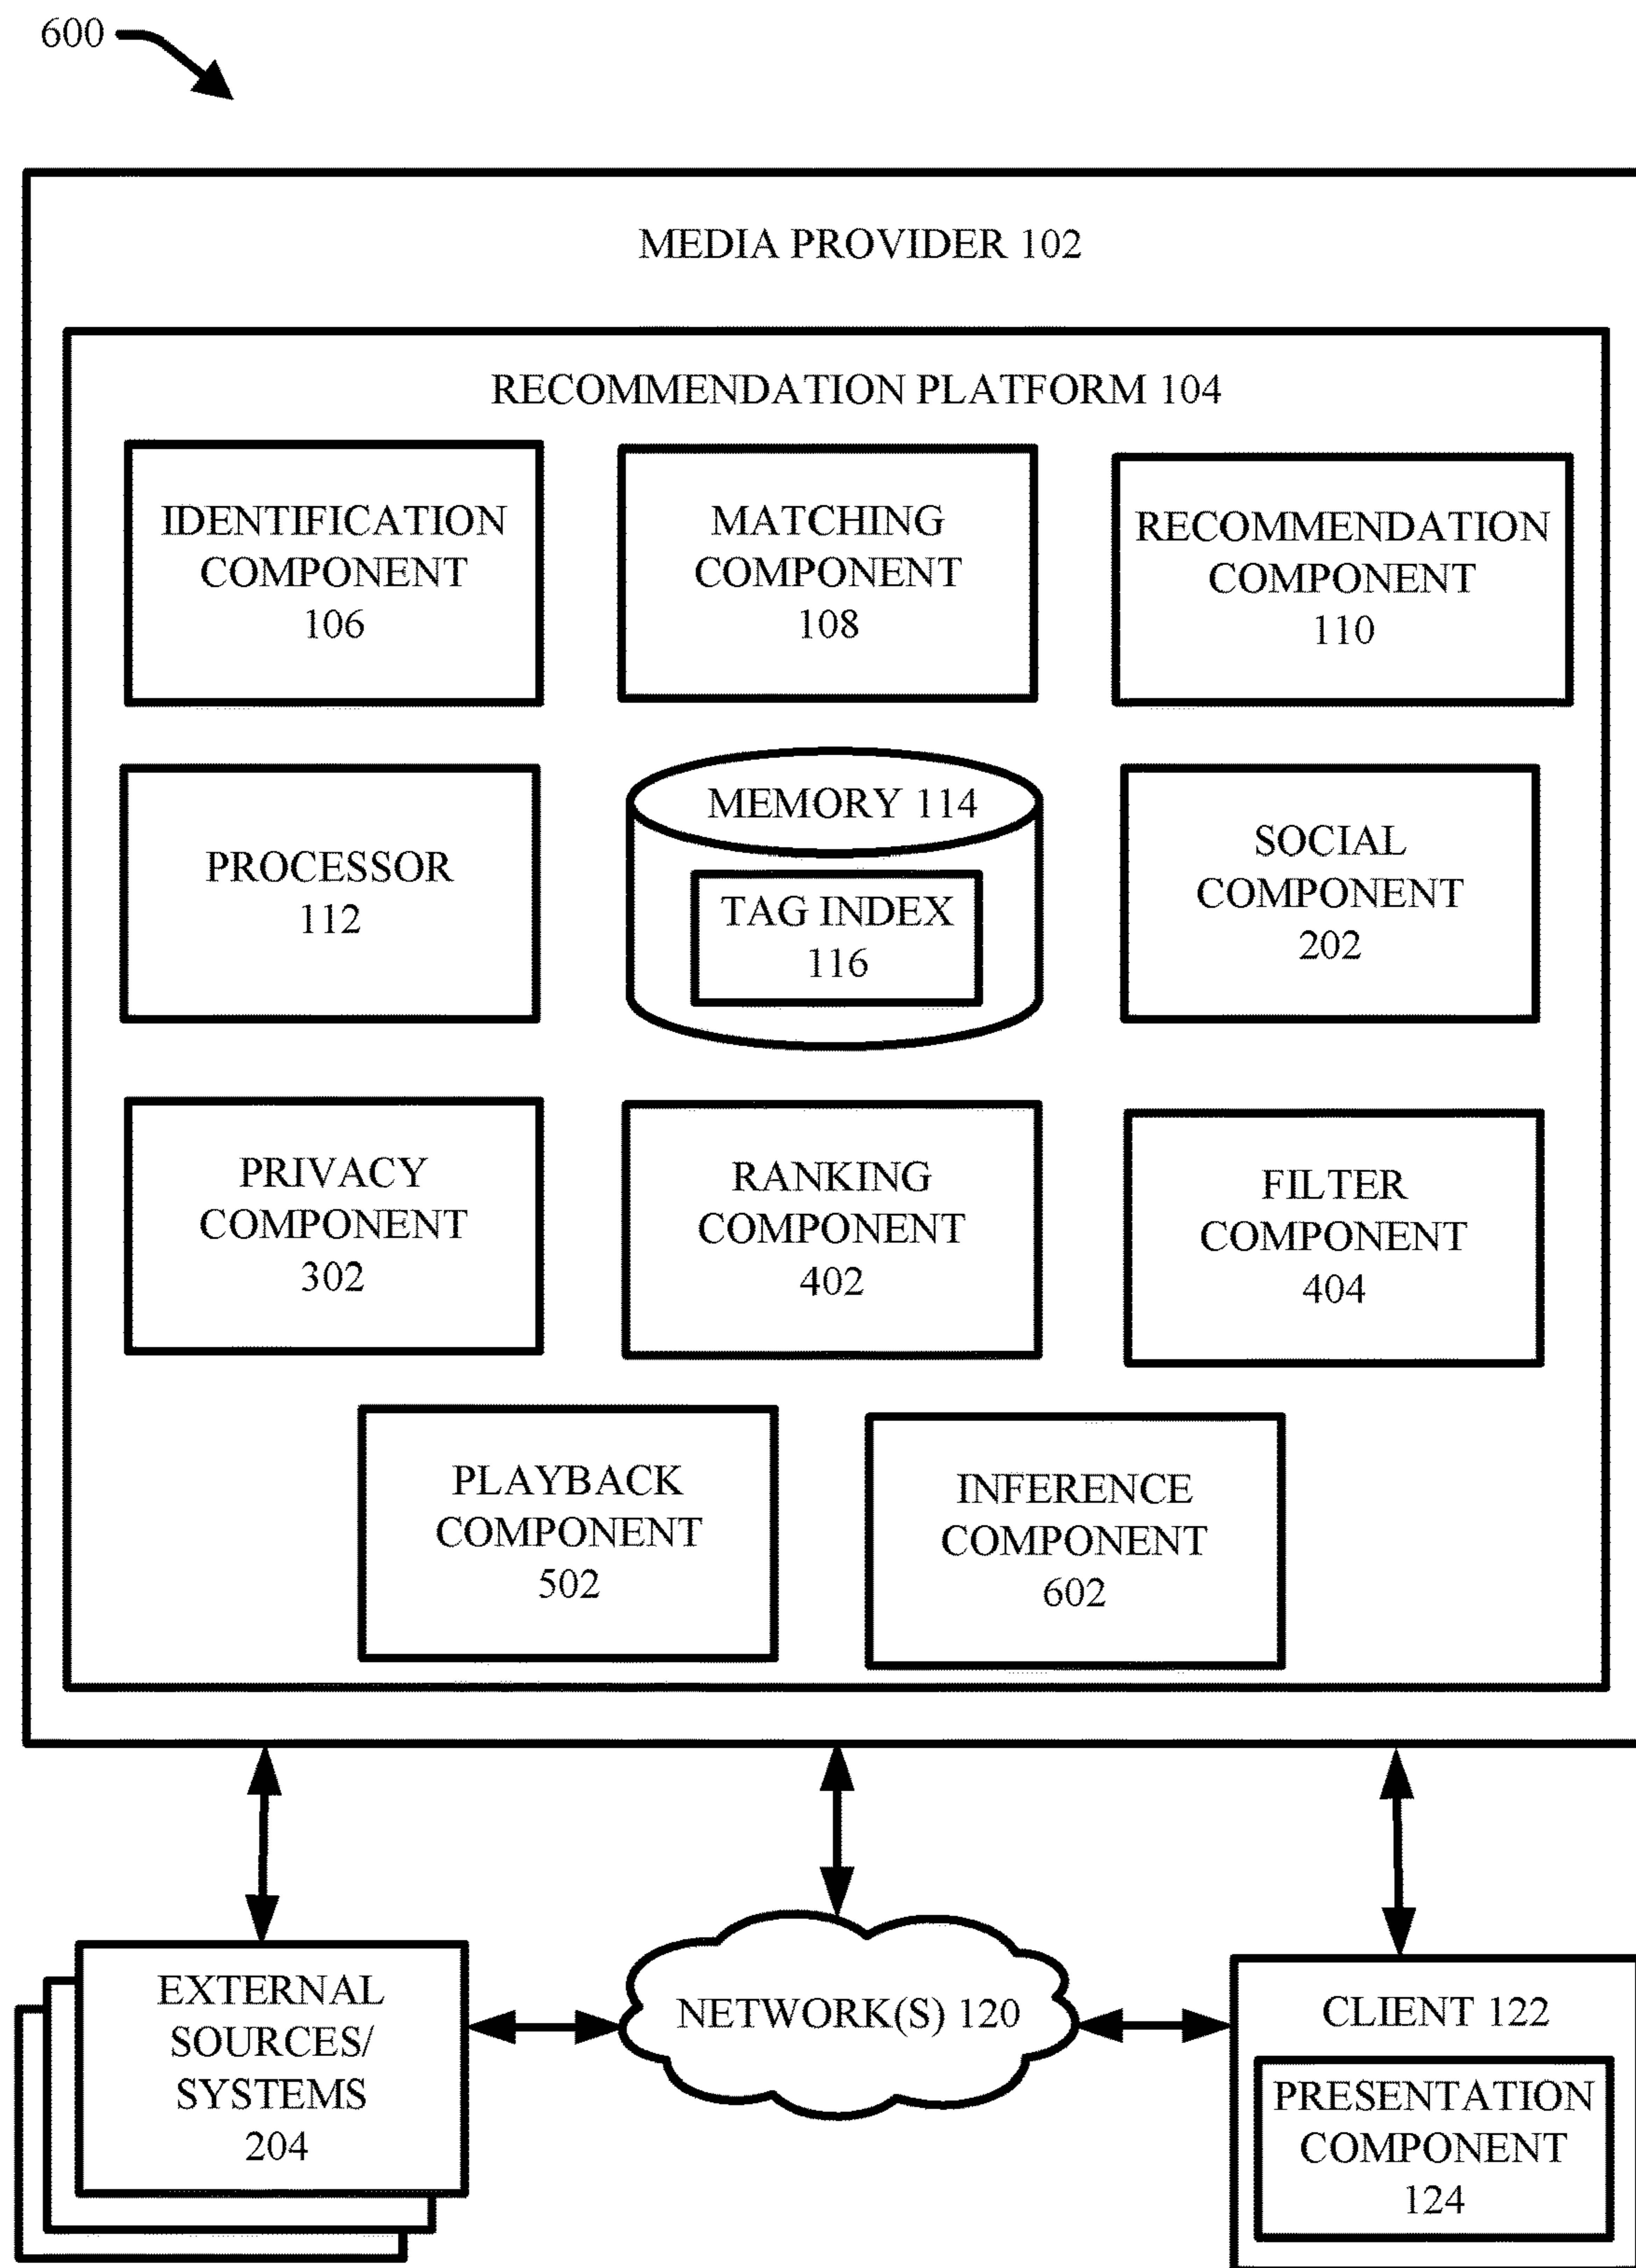 600
MEDIA PROVIDER 102
RECOMMENDATION PLATFORM 104
IDENTIFICATION
COMPONENT
106
MATCHING
COMPONENT
108
RECOMMENDATION
COMPONENT
110
PROCESSOR
112
MEMORY 114
TAG INDEX
116
SOCIAL
COMPONENT
202
PRIVACY
COMPONENT
302
RANKING
COMPONENT
402
FILTER
COMPONENT
404
PLAYBACK
COMPONENT
502
INFERENCE
COMPONENT
602
EXTERNAL
SOURCES/
SYSTEMS
204
NETWORK(S) 120
CLIENT 122
PRESENTATION
COMPONENT
124